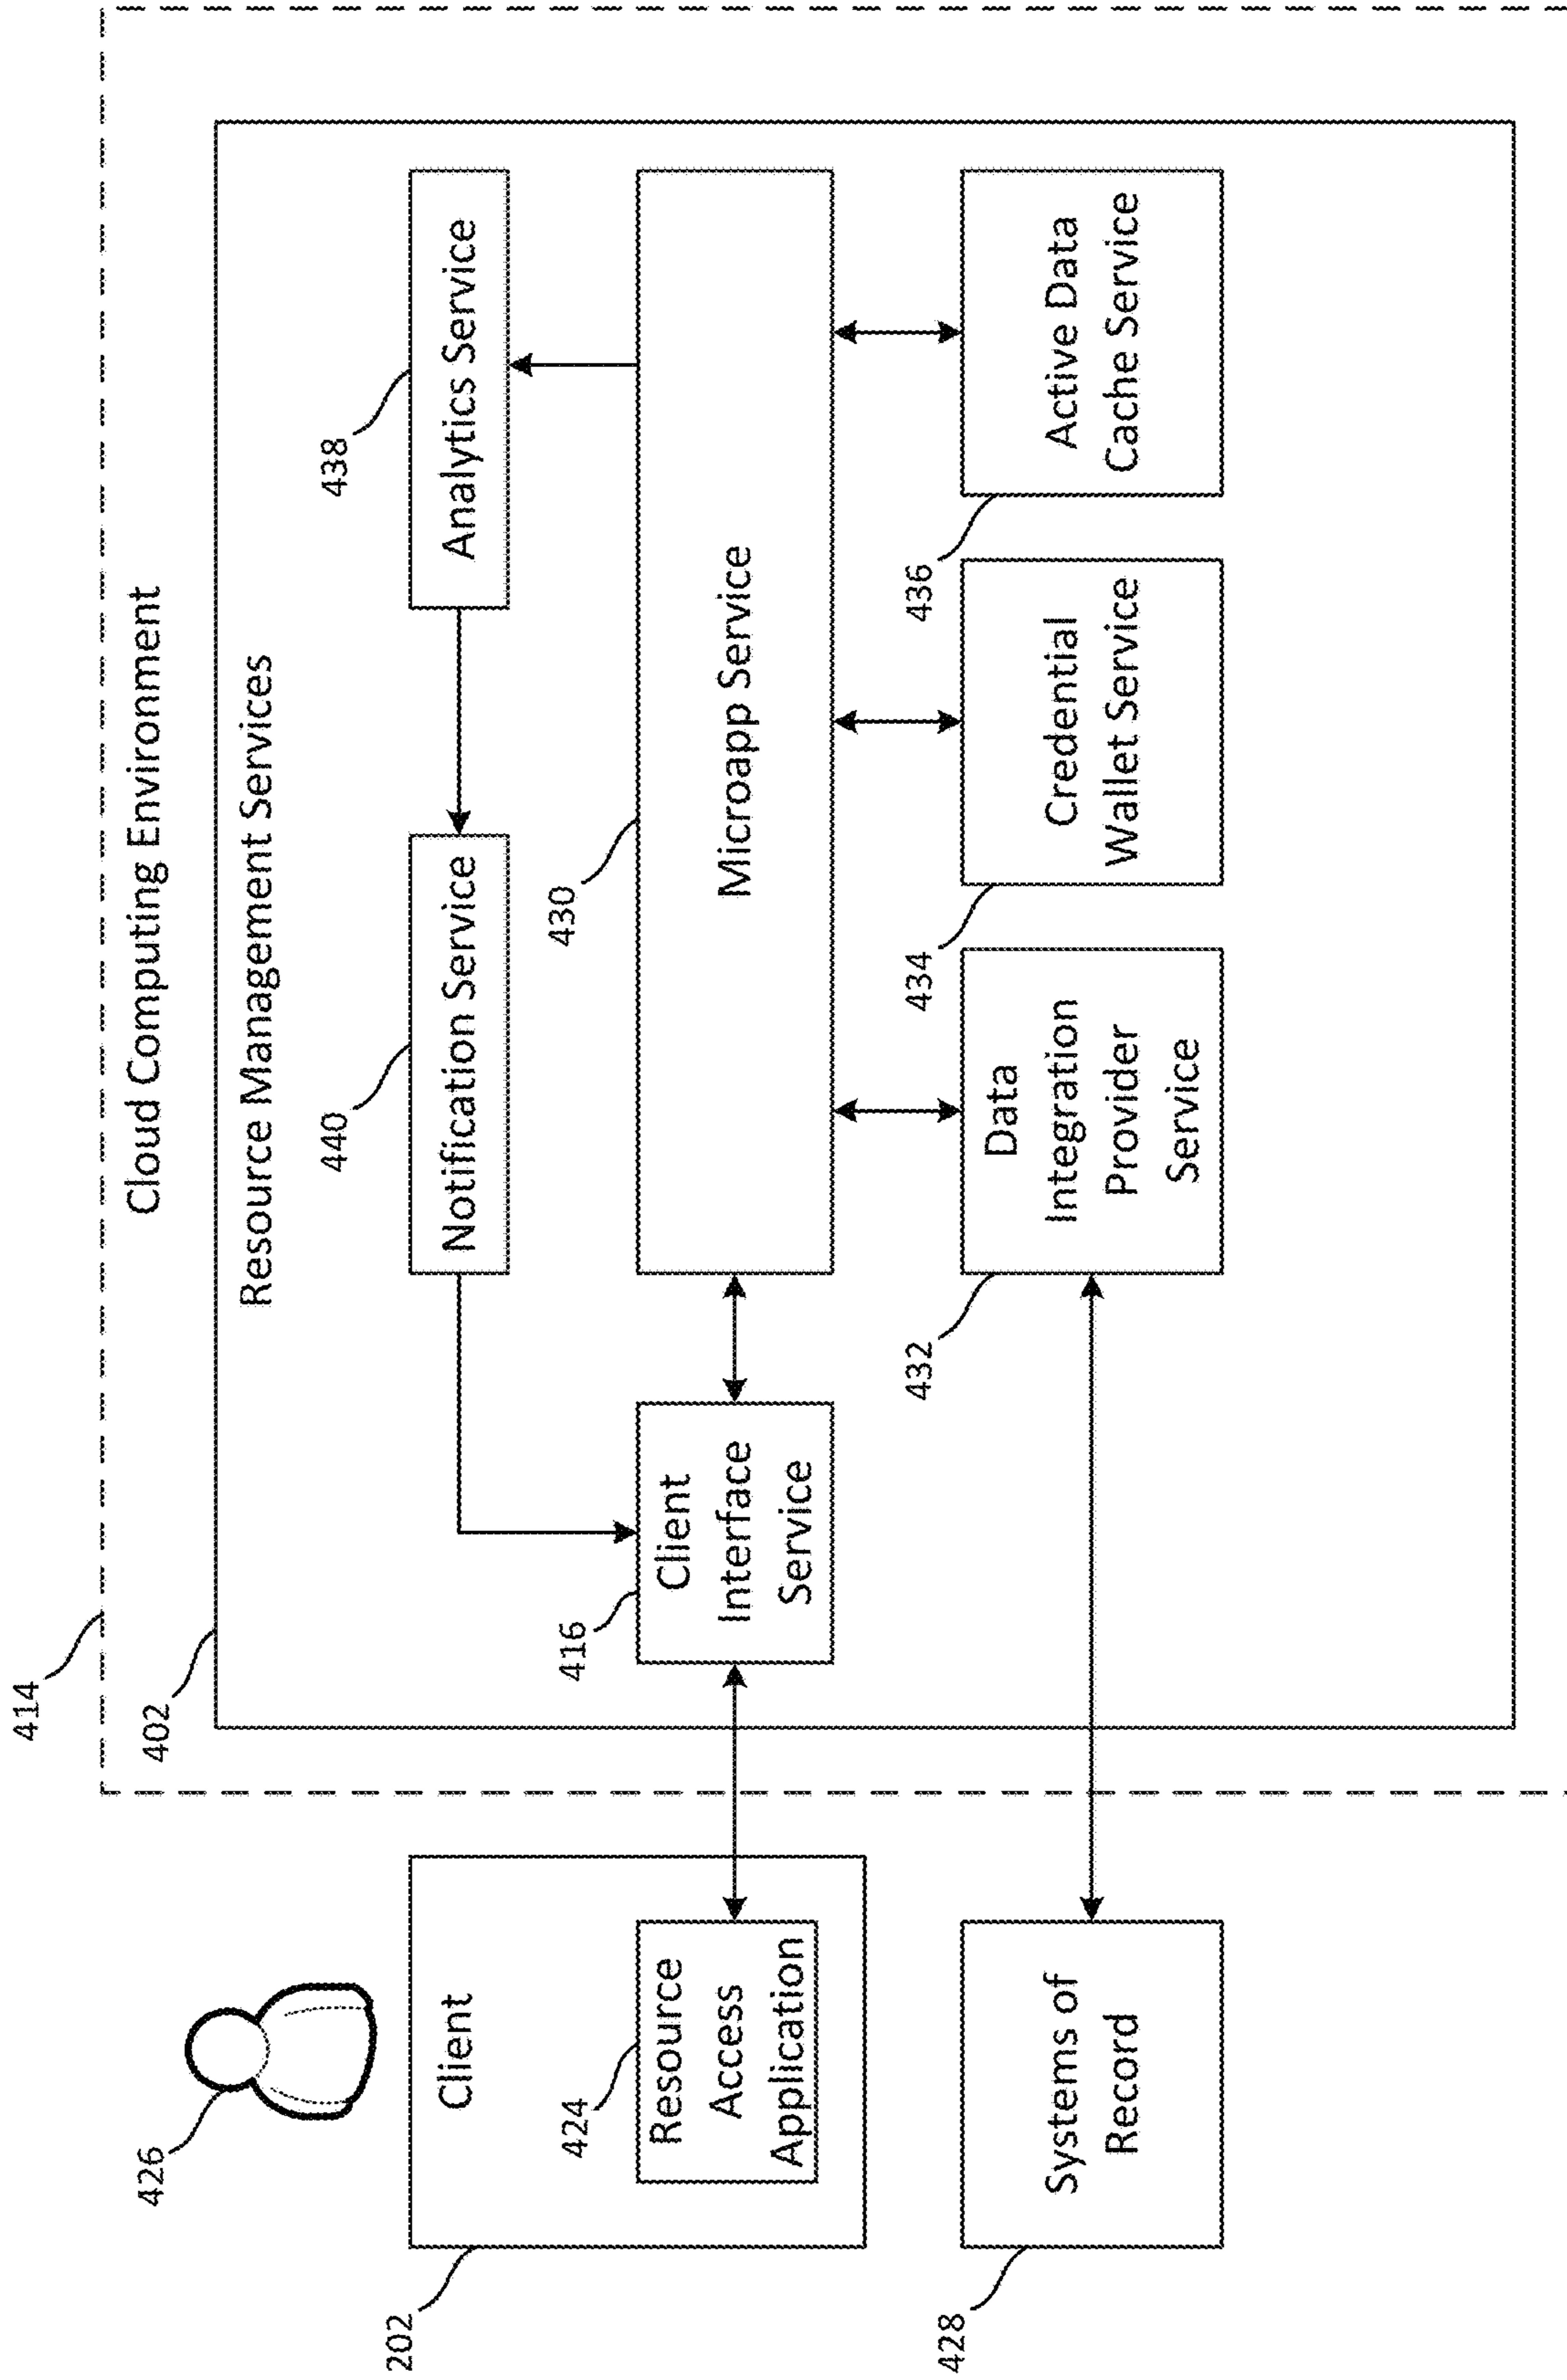 414
Cloud Computing Environment
402
Resource Management Services
426
202
Client
424
Resource
Access
Application
416
Client
Interface
Service
440
Notification Service
438
Analytics Service
430
Microapp Service
428
Systems of
Record
432
Data
Integration
Provider
Service
434
Credential
Wallet Service
436
Active Data
Cache Service